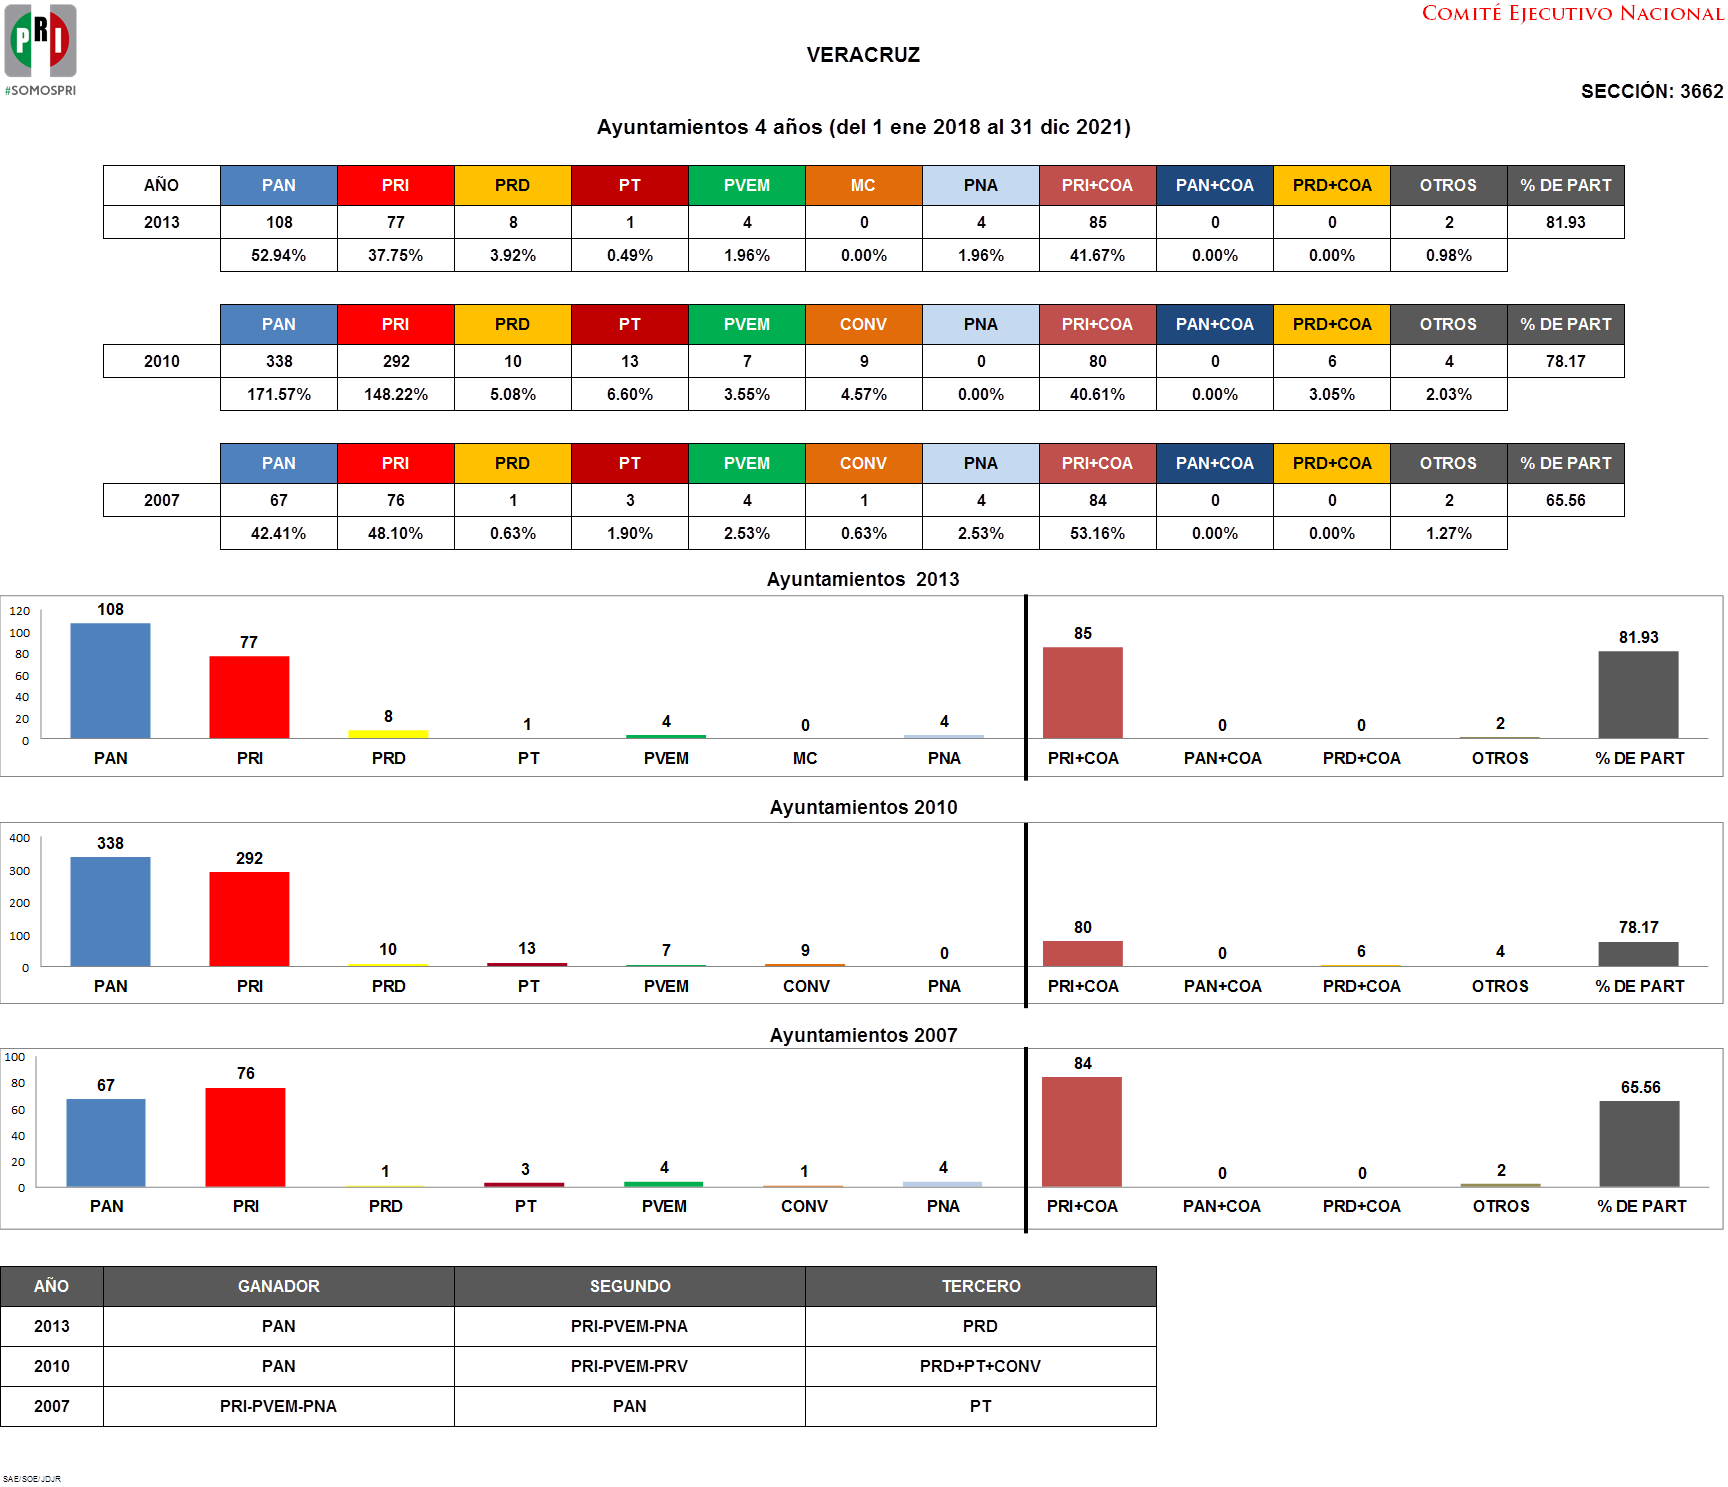 PRI
#SOMOSPRI
COMITÉ EJECUTIVO NACIONAL
VERACRUZ
SECCIÓN: 3662
Ayuntamientos 4 años (del 1 ene 2018 al 31 dic 2021)
AÑO PAN PRI PRD PT PVEM MC PNA PRI+COA PAN+COA PRD+COA OTROS % DE PART
2013 108 77 8 1 4 0 4 85 0 0 2 81.93
52.94% 37.75% 3.92% 0.49% 1.96% 0.00% 1.96% 41.67% 0.00% 0.00% 0.98%
PAN PRI PRD PT PVEM CONV PNA PRI+COA PAN+COA PRD+COA OTROS % DE PART
2010 338 292 10 13 7 9 0 80 0 6 4 78.17
171.57% 148.22% 5.08% 6.60% 3.55% 4.57% 0.00% 40.61% 0.00% 3.05% 2.03%
PAN PRI PRD PT PVEM CONV PNA PRI+COA PAN+COA PRD+COA OTROS % DE PART
2007 67 76 1 3 4 1 4 84 0 0 2 65.56
42.41% 48.10% 0.63% 1.90% 2.53% 0.63% 2.53% 53.16% 0.00% 0.00% 1.27%
Ayuntamientos 2013
120
100
80
60
40
20
0
108 77 8 1 4 0 4 85 0 0 2 81.93
PAN PRI PRD PT PVEM MC PNA PRI+COA PAN+COA PRD+COA OTROS % DE PART
Ayuntamientos 2010
400
300
200
100
0
338 292 10 13 7 9 0 80 0 6 4 78.17
PAN PRI PRD PT PVEM CONV PNA PRI+COA PAN+COA PRD+COA OTROS % DE PART
Ayuntamientos 2007
100
80
60
40
20
0
67 76 1 3 4 1 4 84 0 0 2 65.56
PAN PRI PRD PT PVEM CONV PNA PRI+COA PAN+COA PRD+COA OTROS % DE PART
AÑO GANADOR SEGUNDO TERCERO
2013 PAN PRI-PVEM-PNA PRD
2010 PAN PRI-PVEM-PRV PRD+PT+CONV
2007 PRI-PVEM-PNA PAN PT
SAE/SOE/JDJR